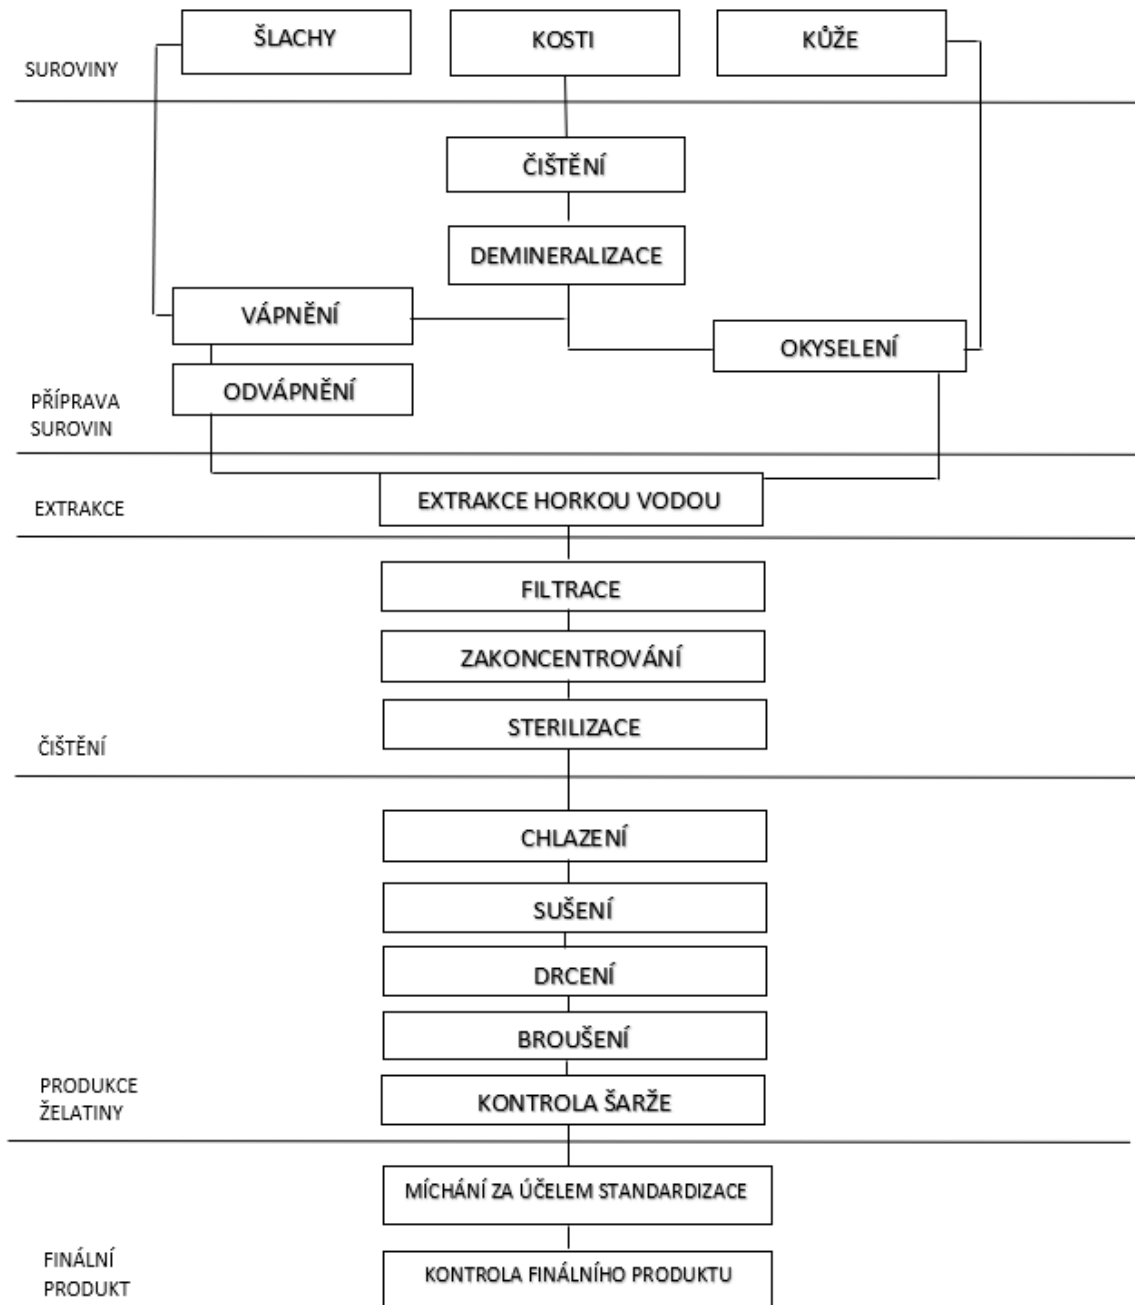 ŠLACHY
KOSTI
KŮŽE
SUROVINY
ČIŠTĚNÍ
DEMINERALIZACE
VÁPNĚNÍ
OKYSELENÍ
ODVÁPNĚNÍ
PŘÍPRAVA
SUROVIN
EXTRAKCE HORKOU VODOU
EXTRAKCE
FILTRACE
ZAKONCENTROVÁNÍ
STERILIZACE
ČIŠTĚNÍ
CHLAZENÍ
SUŠENÍ
DRCENÍ
BROUŠENÍ
KONTROLA ŠARŽE
PRODUKCE
ŽELATINY
MÍCHÁNÍ ZA ÚČELEM STANDARDIZACE
KONTROLA FINÁLNÍHO PRODUKTU
FINÁLNÍ
PRODUKT